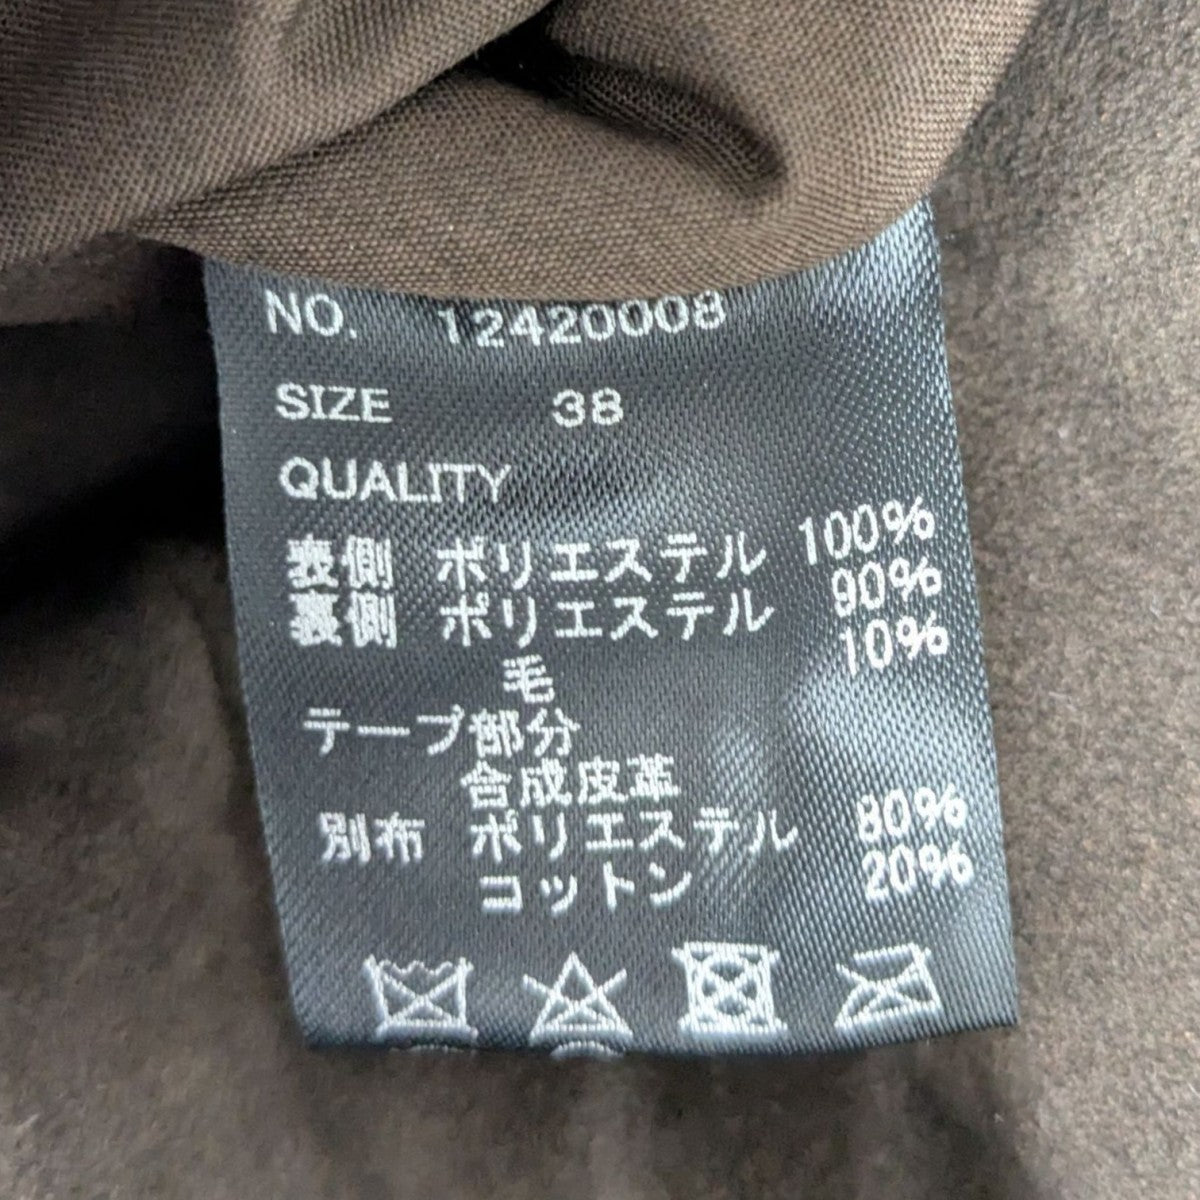 NO. 12420008
SIZE 38
QUALITY
表側 ポリエステル 100%
裏側 ポリエステル 90%
毛 10%
テープ部分
合成皮革
別布 ポリエステル 80%
コットン 20%